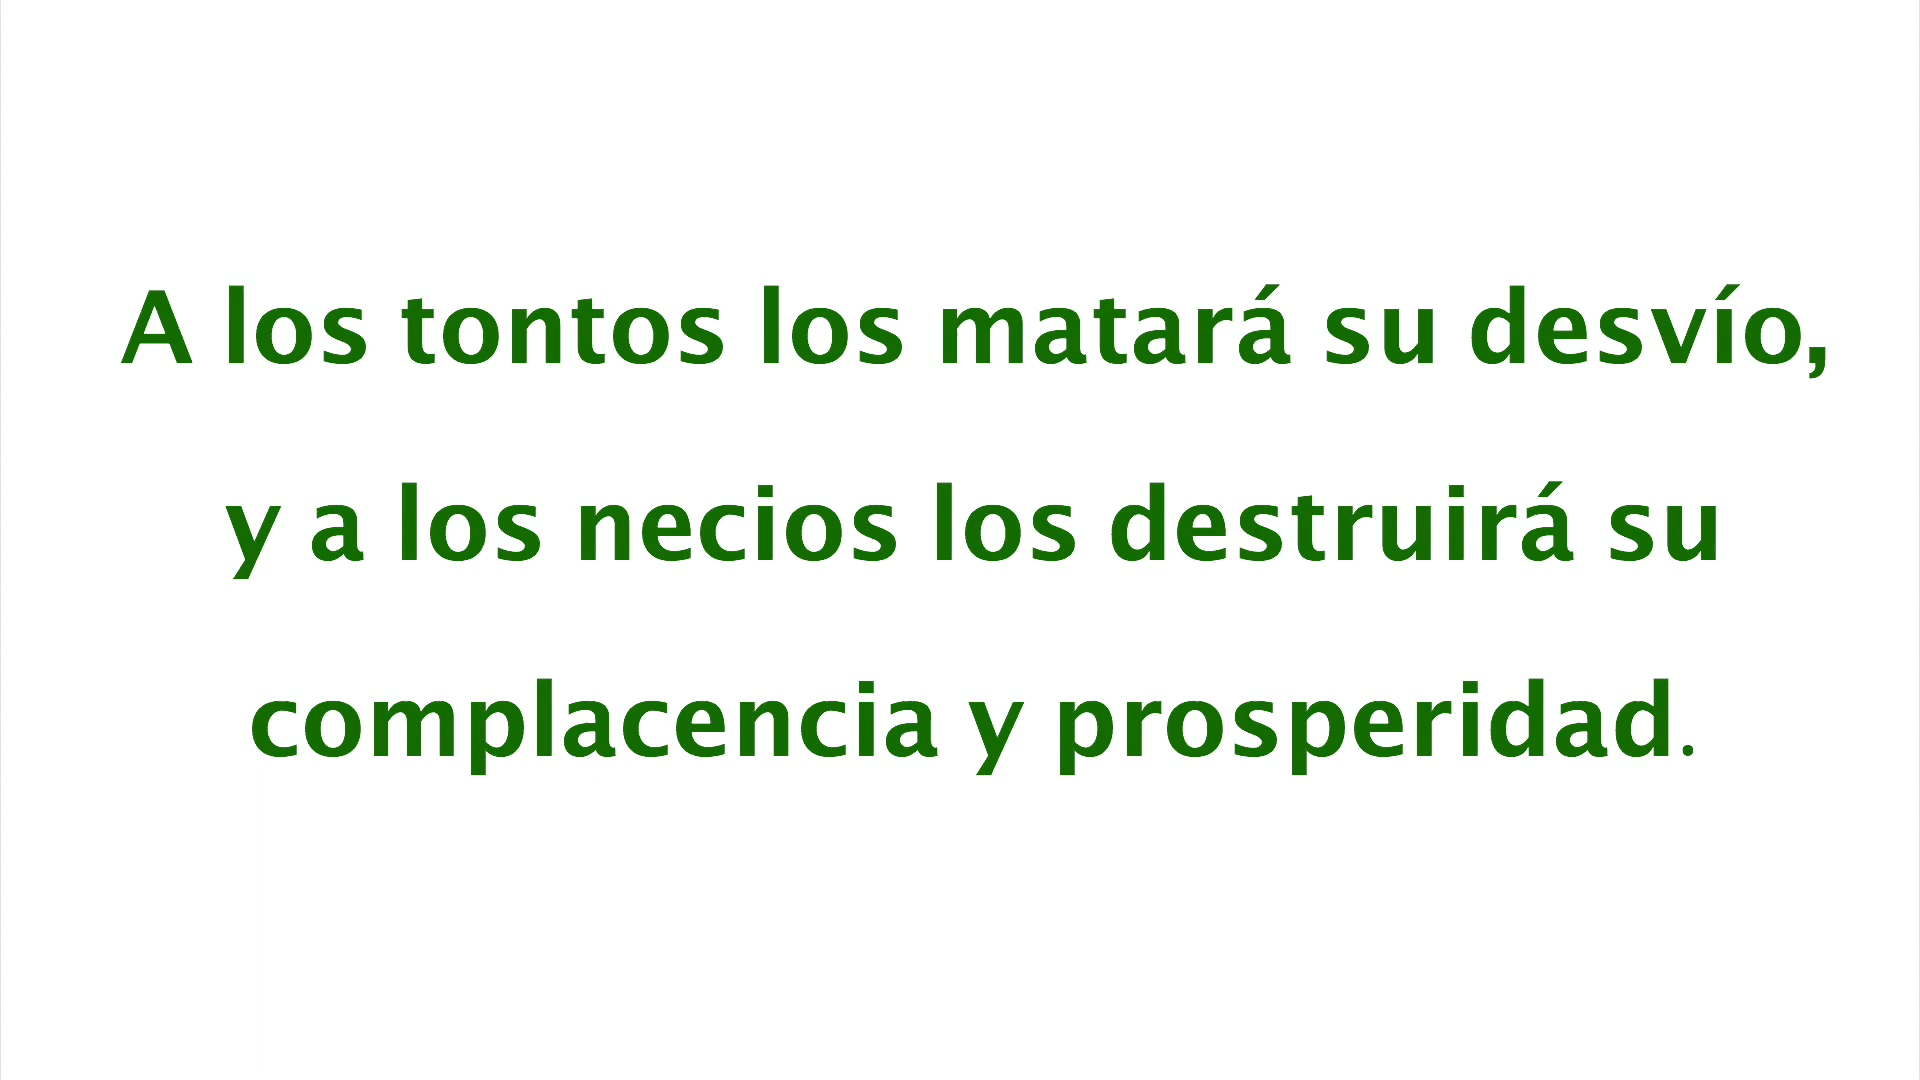 A los tontos los matará su desvío,
y a los necios los destruirá su
complacencia y prosperidad.